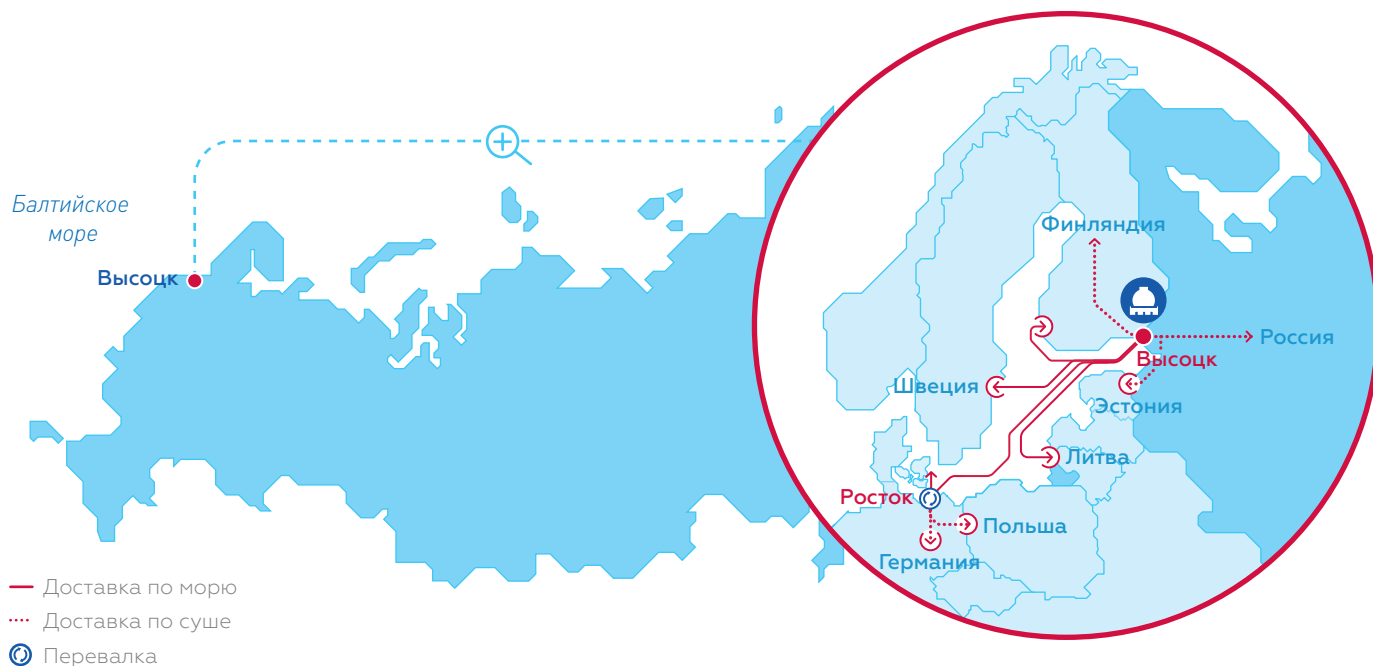 Балтийское
море
Высоцк
Финляндия
Россия
Высоцк
Швеция
Эстония
Литва
Росток
Польша
Германия
Доставка по морю
Доставка по суше
Перевалка